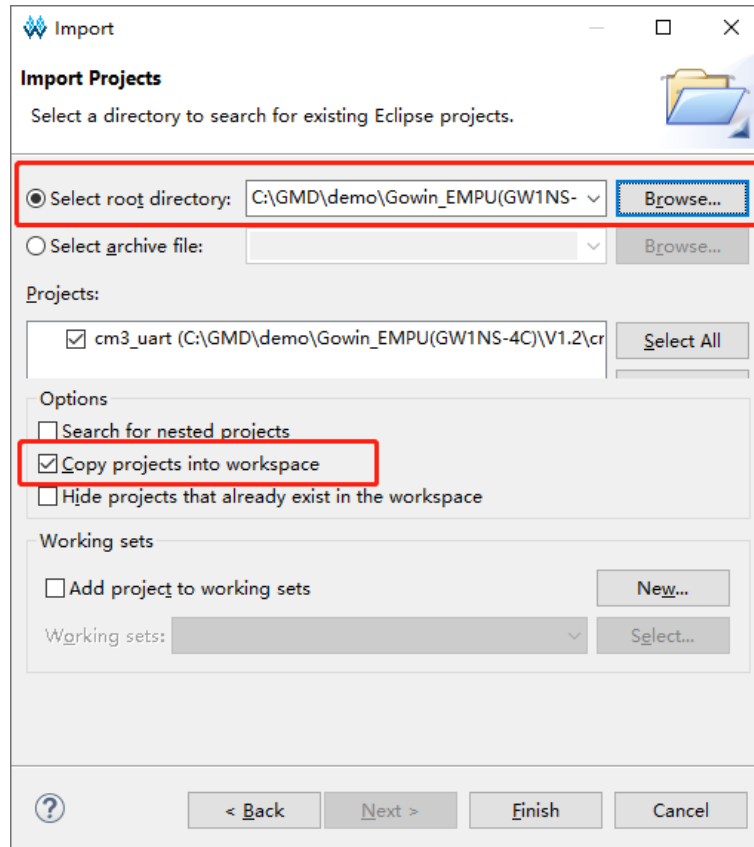 Import
Import Projects
Select a directory to search for existing Eclipse projects.
Select root directory: C:\GMD\demo\Gowin_EMPU(GW1NS- Browse...
Select archive file: Browse...
Projects:
cm3_uart (C:\GMD\demo\Gowin_EMPU(GW1NS-4C)\V1.2\cr Select All
Options
Search for nested projects
Copy projects into workspace
Hide projects that already exist in the workspace
Working sets
Add project to working sets New...
Working sets: Select...
? < Back Next > Finish Cancel